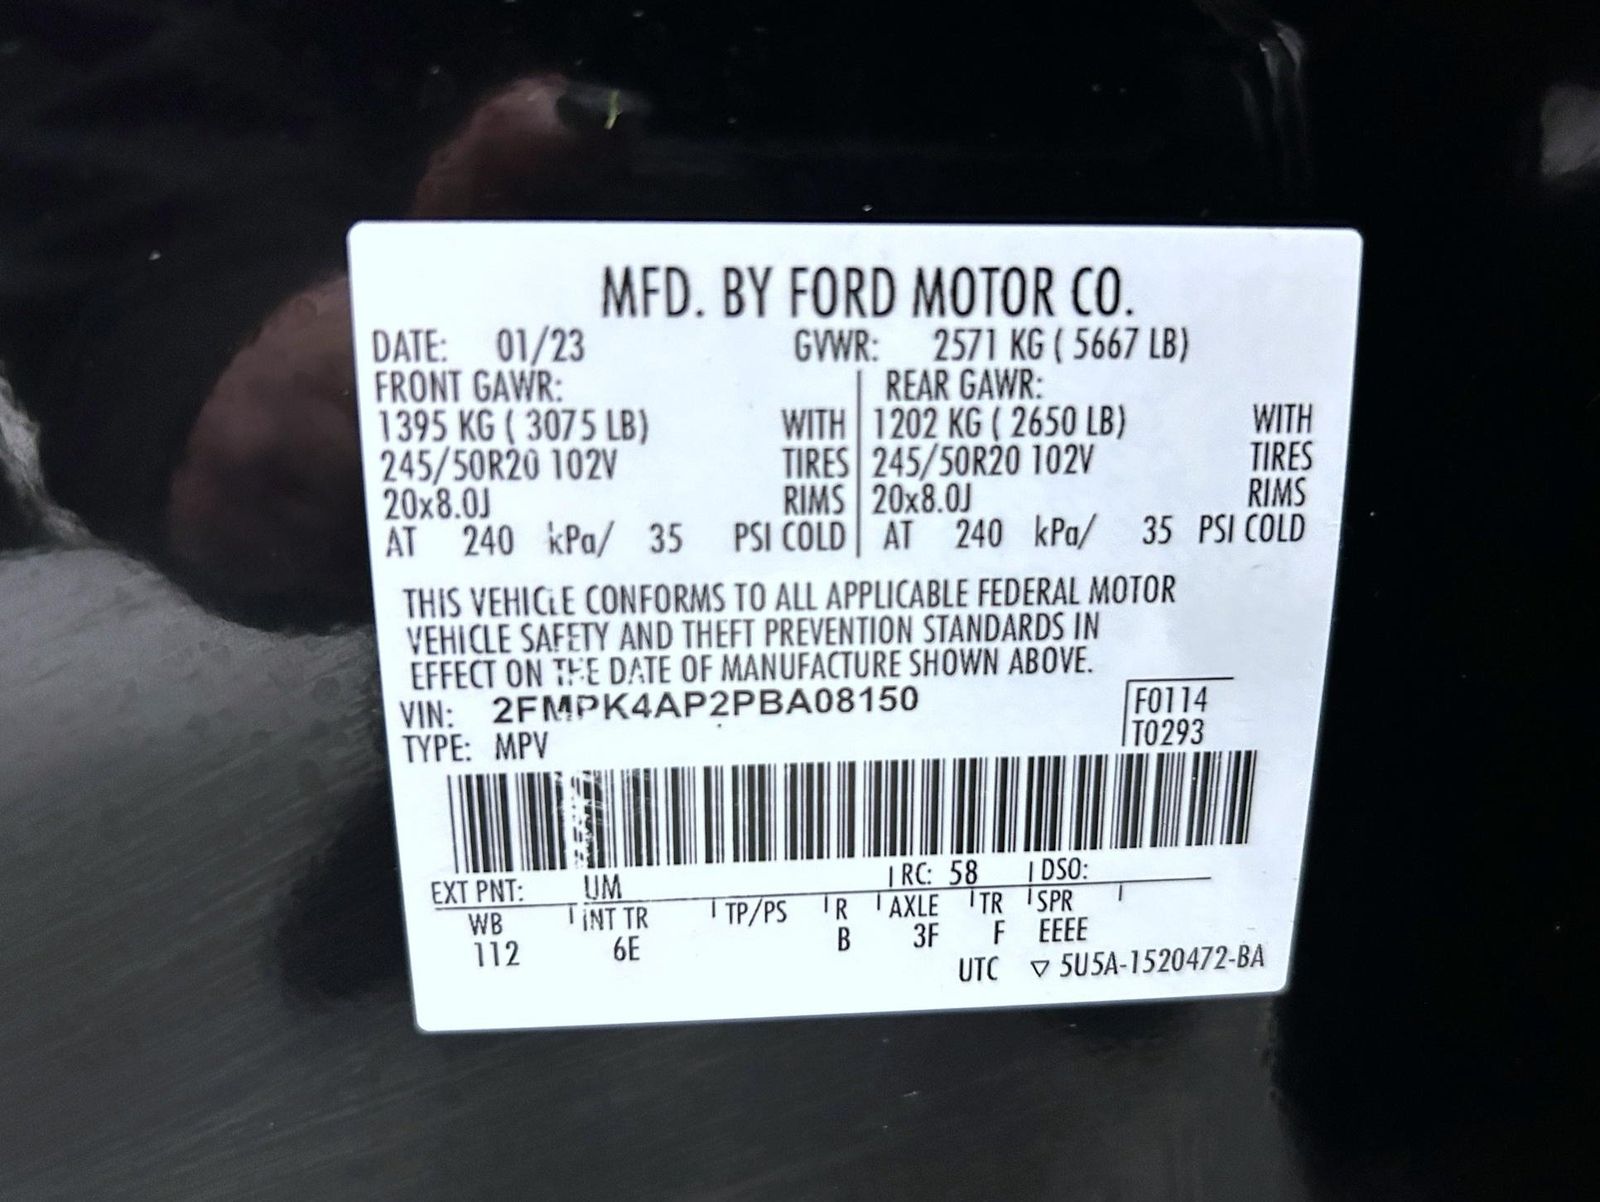 MFD. BY FORD MOTOR CO.
DATE: 01/23 GVWR: 2571 KG ( 5667 LB)
FRONT GAWR: REAR GAWR:
1395 KG ( 3075 LB) WITH 1202 KG ( 2650 LB) WITH
245/50R20 102V TIRES 245/50R20 102V TIRES
20x8.0J RIMS 20x8.0J RIMS
AT 240 kPa/ 35 PSI COLD AT 240 kPa/ 35 PSI COLD
THIS VEHICLE CONFORMS TO ALL APPLICABLE FEDERAL MOTOR
VEHICLE SAFETY AND THEFT PREVENTION STANDARDS IN
EFFECT ON THE DATE OF MANUFACTURE SHOWN ABOVE.
VIN: 2FMPK4AP2PBA08150 F0114
TYPE: MPV T0293
EXT PNT: UM RC: 58 DSO:
WB INT TR TP/PS R AXLE TR SPR
112 6E B 3F F EEEE
UTC ▽ 5U5A-1520472-BA